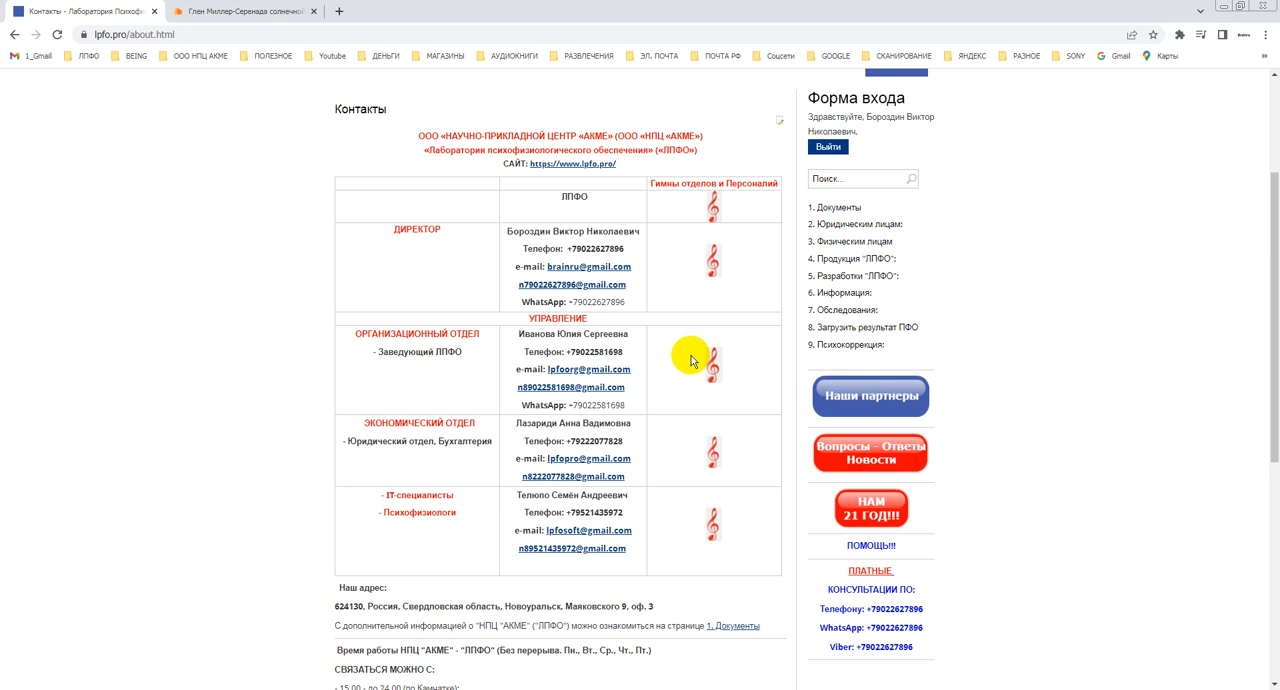 Контакты - Лаборатория Психофи
Глен Миллер-Серенада солнечной
lpfo.pro/about.html
1_Gmail
ЛПФО
BEING
ООО НПЦ АКМЕ
ПОЛЕЗНОЕ
Youtube
ДЕНЬГИ
МАГАЗИНЫ
АУДИОКНИГИ
РАЗВЛЕЧЕНИЯ
ЭЛ. ПОЧТА
ПОЧТА РФ
Соцсети
GOOGLE
СКАНИРОВАНИЕ
ЯНДЕКС
РАЗНОЕ
SONY
Gmail
Карты
Контакты
ООО «НАУЧНО-ПРИКЛАДНОЙ ЦЕНТР «АКМЕ» (ООО «НПЦ «АКМЕ»)
«Лаборатория психофизиологического обеспечения» («ЛПФО»)
САЙТ: https://www.lpfo.pro/
Гимны отделов и Персоналий
ЛПФО
ДИРЕКТОР
Бороздин Виктор Николаевич
Телефон: +79022627896
e-mail: brainru@gmail.com
n79022627896@gmail.com
WhatsApp: +79022627896
УПРАВЛЕНИЕ
ОРГАНИЗАЦИОННЫЙ ОТДЕЛ
- Заведующий ЛПФО
Иванова Юлия Сергеевна
Телефон: +79022581698
e-mail: lpfoorg@gmail.com
n89022581698@gmail.com
WhatsApp: +79022581698
ЭКОНОМИЧЕСКИЙ ОТДЕЛ
- Юридический отдел, Бухгалтерия
Лазариди Анна Вадимовна
Телефон: +79222077828
e-mail: lpfopro@gmail.com
n8222077828@gmail.com
- IT-специалисты
- Психофизиологи
Телюпо Семён Андреевич
Телефон: +79521435972
e-mail: lpfosoft@gmail.com
n89521435972@gmail.com
Наш адрес:
624130, Россия, Свердловская область, Новоуральск, Маяковского 9, оф. 3
С дополнительной информацией о "НПЦ "АКМЕ" ("ЛПФО") можно ознакомиться на странице 1. Документы
Время работы НПЦ "АКМЕ" - "ЛПФО" (Без перерыва. Пн., Вт., Ср., Чт., Пт.)
СВЯЗАТЬСЯ МОЖНО С:
- 15.00 - до 24.00 (по Камчатке);
Форма входа
Здравствуйте, Бороздин Виктор
Николаевич,
Выйти
Поиск...
1. Документы
2. Юридическим лицам:
3. Физическим лицам
4. Продукция "ЛПФО":
5. Разработки "ЛПФО":
6. Информация:
7. Обследования:
8. Загрузить результат ПФО
9. Психокоррекция:
Наши партнеры
Вопросы - Ответы
Новости
НАМ
21 ГОД!!!
ПОМОЩЬ!!!
ПЛАТНЫЕ
КОНСУЛЬТАЦИИ ПО:
Телефону: +79022627896
WhatsApp: +79022627896
Viber: +79022627896